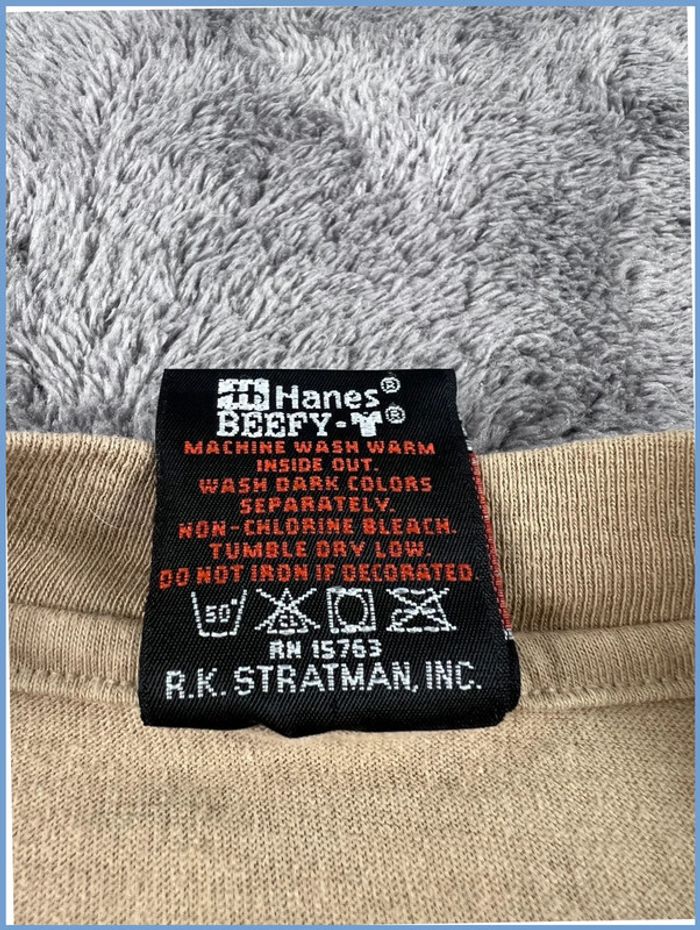 Hanes®
BEEFY-T®
MACHINE WASH WARM
INSIDE OUT.
WASH DARK COLORS
SEPARATELY.
NON-CHLORINE BLEACH.
TUMBLE DRY LOW.
DO NOT IRON IF DECORATED.
50° CL
RN 15763
R.K. STRATMAN, INC.